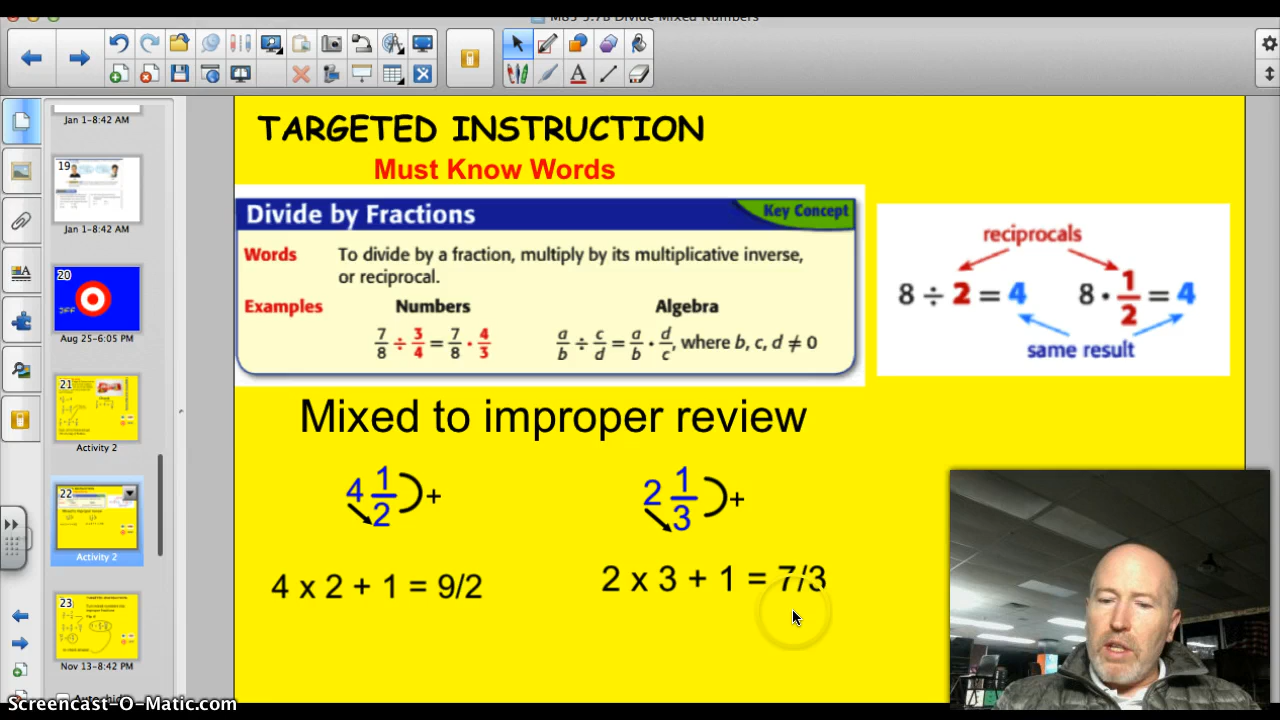 M85 5.7B Divide Mixed Numbers
TARGETED INSTRUCTION
Must Know Words
Divide by Fractions
Key Concept
Words To divide by a fraction, multiply by its multiplicative inverse,
or reciprocal.
Examples Numbers Algebra
7/8 ÷ 3/4 = 7/8 · 4/3 a/b ÷ c/d = a/b · d/c, where b, c, d ≠ 0
reciprocals
8 ÷ 2 = 4 8 · 1/2 = 4
same result
Mixed to improper review
4 1/2 + 2 1/3 +
4 x 2 + 1 = 9/2 2 x 3 + 1 = 7/3
Jan 1-8:42 AM
19
Jan 1-8:42 AM
20
Aug 25-6:05 PM
21
Activity 2
22
Activity 2
23
Nov 13-8:42 PM
Screencast-O-Matic.com